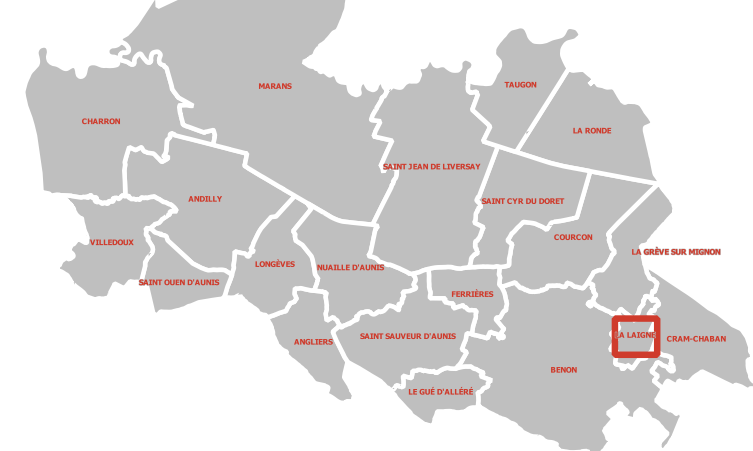 MARANS
TAUGON
CHARRON
LA RONDE
SAINT JEAN DE LIVERSAY
ANDILLY
SAINT CYR DU DORET
COURCON
VILLEDOUX
LA GRÈVE SUR MIGNON
LONGÈVES
NUAILLE D'AUNIS
SAINT OUEN D'AUNIS
FERRIÈRES
SAINT SAUVEUR D'AUNIS
LA LAIGNE
CRAM-CHABAN
ANGLIERS
BENON
LE GUÉ D'ALLÉRÉ